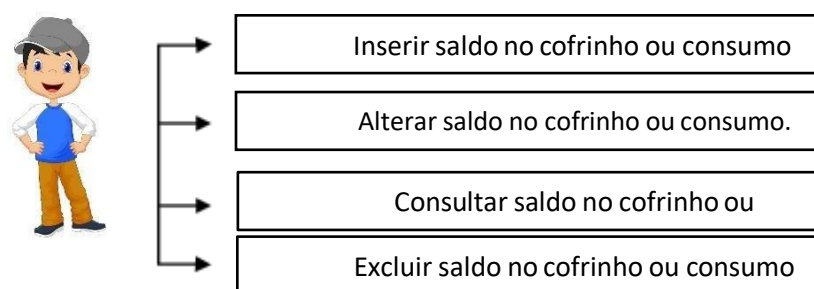 Inserir saldo no cofrinho ou consumo
Alterar saldo no cofrinho ou consumo.
Consultar saldo no cofrinho ou
Excluir saldo no cofrinho ou consumo